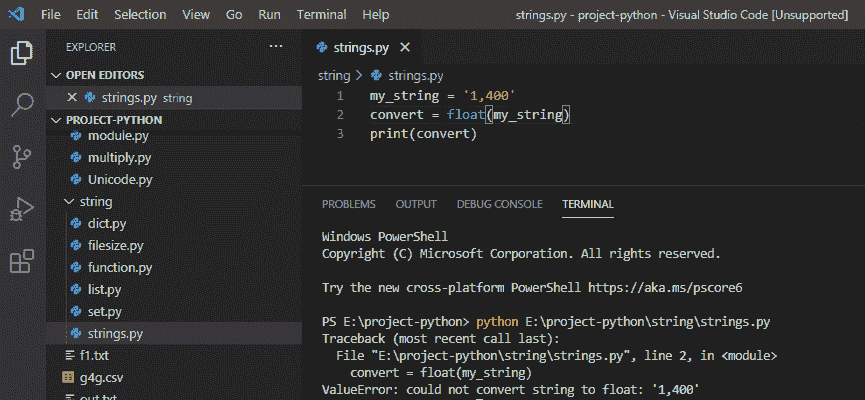 File Edit Selection View Go Run Terminal Help strings.py - project-python - Visual Studio Code [Unsupported]
EXPLORER ...
OPEN EDITORS
strings.py string
PROJECT-PYTHON
module.py
multiply.py
Unicode.py
string
dict.py
filesize.py
function.py
list.py
set.py
strings.py
f1.txt
g4g.csv
out.txt
strings.py
string > strings.py
1 my_string = '1,400'
2 convert = float(my_string)
3 print(convert)
PROBLEMS OUTPUT DEBUG CONSOLE TERMINAL
Windows PowerShell
Copyright (C) Microsoft Corporation. All rights reserved.
Try the new cross-platform PowerShell https://aka.ms/pscore6
PS E:\project-python> python E:\project-python\string\strings.py
Traceback (most recent call last):
File "E:\project-python\string\strings.py", line 2, in <module>
convert = float(my_string)
ValueError: could not convert string to float: '1,400'